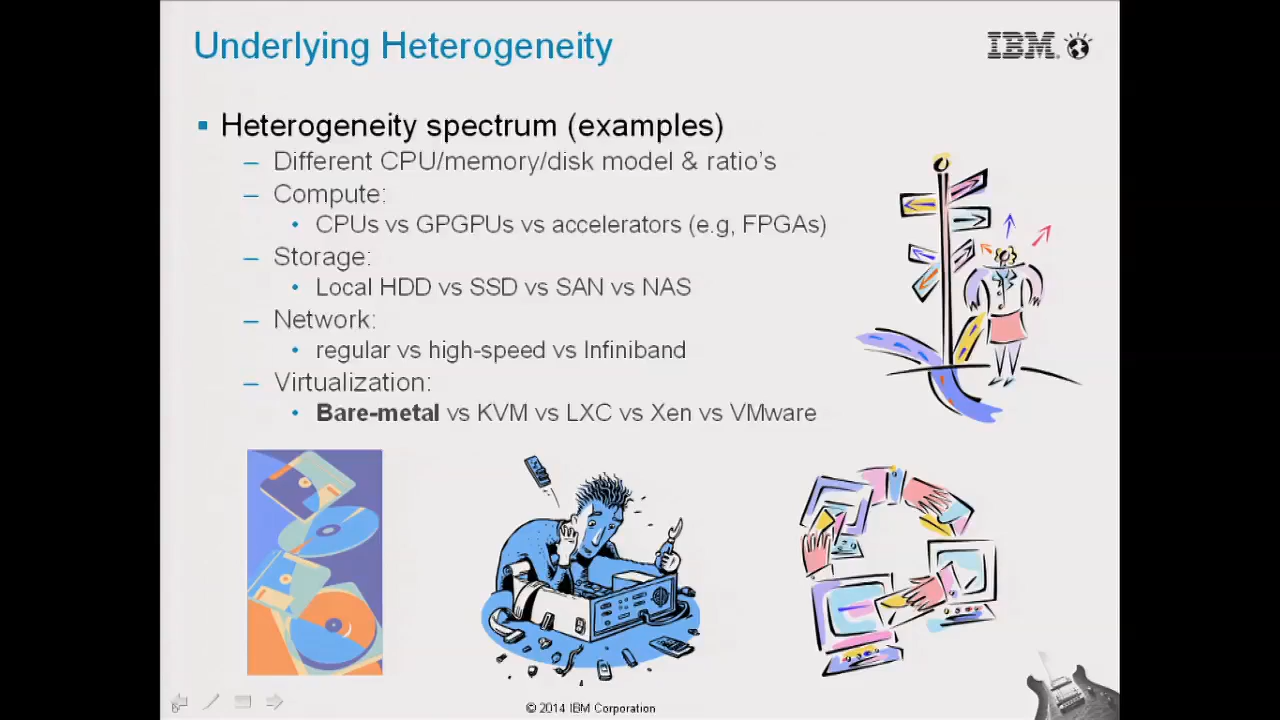 Underlying Heterogeneity
IBM
Heterogeneity spectrum (examples)
– Different CPU/memory/disk model & ratio's
– Compute:
• CPUs vs GPGPUs vs accelerators (e.g, FPGAs)
– Storage:
• Local HDD vs SSD vs SAN vs NAS
– Network:
• regular vs high-speed vs Infiniband
– Virtualization:
• Bare-metal vs KVM vs LXC vs Xen vs VMware
© 2014 IBM Corporation